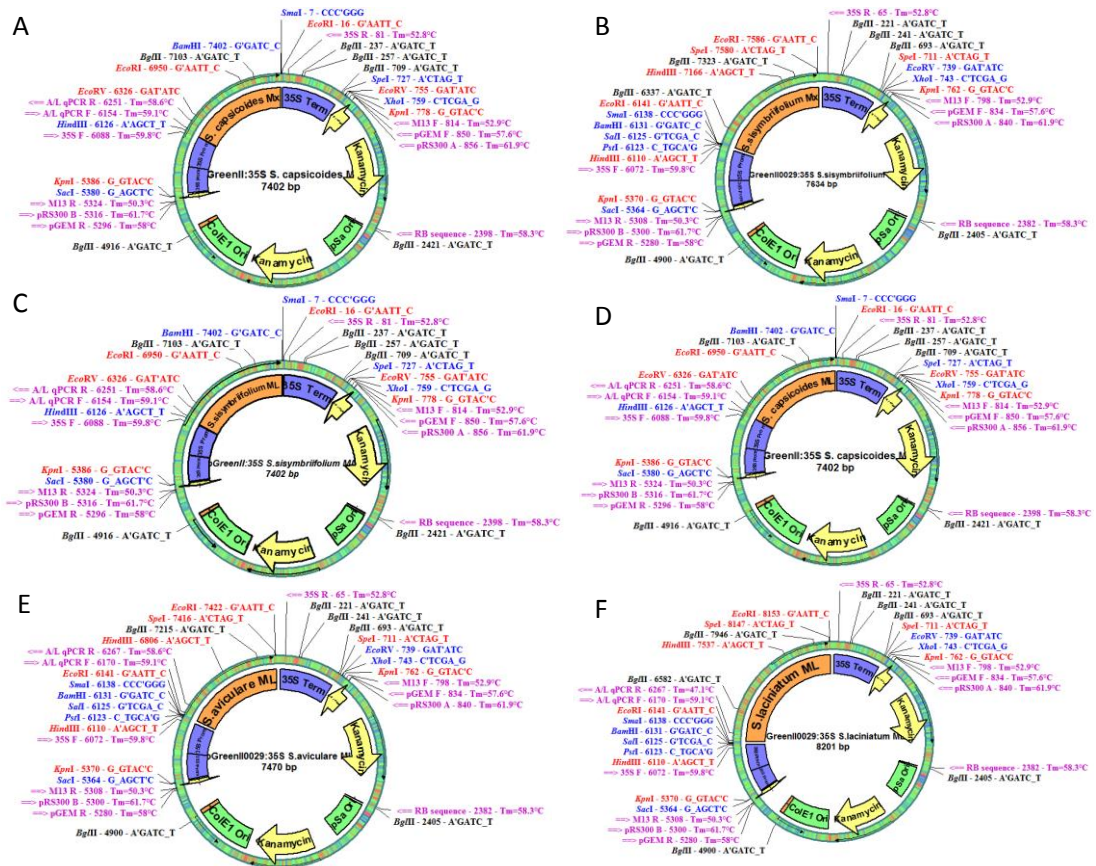 A
SmaI - 7 - CCC'GGG
EcoRI - 16 - G'AATT_C
<== 35S R - 81 - Tm=52.8°C
BglII - 237 - A'GATC_T
BglII - 257 - A'GATC_T
BglII - 709 - A'GATC_T
SpeI - 727 - A'CTAG_T
EcoRV - 755 - GAT'ATC
XhoI - 759 - C'TCGA_G
KpnI - 778 - G_GTAC'C
<== M13 F - 814 - Tm=52.9°C
<== pGEM F - 850 - Tm=57.6°C
<== pRS300 A - 856 - Tm=61.9°C
<== RB sequence - 2398 - Tm=58.3°C
BglII - 2421 - A'GATC_T
BamHI - 7402 - G'GATC_C
BglII - 7103 - A'GATC_T
EcoRI - 6950 - G'AATT_C
EcoRV - 6326 - GAT'ATC
<== A/L qPCR R - 6251 - Tm=58.6°C
==> A/L qPCR F - 6154 - Tm=59.1°C
HindIII - 6126 - A'AGCT_T
==> 35S F - 6088 - Tm=59.8°C
KpnI - 5386 - G_GTAC'C
SacI - 5380 - G_AGCT'C
==> M13 R - 5324 - Tm=50.3°C
==> pRS300 B - 5316 - Tm=61.7°C
==> pGEM R - 5296 - Tm=58°C
BglII - 4916 - A'GATC_T
S. capsicoides Mx
35S Term
Kanamycin
pSa Ori
Kanamycin
ColE1 Ori
GreenII:35S S. capsicoides M
7402 bp
B
<== 35S R - 65 - Tm=52.8°C
BglII - 221 - A'GATC_T
BglII - 241 - A'GATC_T
BglII - 693 - A'GATC_T
SpeI - 711 - A'CTAG_T
EcoRV - 739 - GAT'ATC
XhoI - 743 - C'TCGA_G
KpnI - 762 - G_GTAC'C
<== M13 F - 798 - Tm=52.9°C
<== pGEM F - 834 - Tm=57.6°C
<== pRS300 A - 840 - Tm=61.9°C
<== RB sequence - 2382 - Tm=58.3°C
BglII - 2405 - A'GATC_T
EcoRI - 7586 - G'AATT_C
SpeI - 7580 - A'CTAG_T
BglII - 7323 - A'GATC_T
HindIII - 7166 - A'AGCT_T
BglII - 6337 - A'GATC_T
EcoRI - 6141 - G'AATT_C
SmaI - 6138 - CCC'GGG
BamHI - 6131 - G'GATC_C
SalI - 6125 - G'TCGA_C
PstI - 6123 - C_TGCA'G
HindIII - 6110 - A'AGCT_T
==> 35S F - 6072 - Tm=59.8°C
KpnI - 5370 - G_GTAC'C
SacI - 5364 - G_AGCT'C
==> M13 R - 5308 - Tm=50.3°C
==> pRS300 B - 5300 - Tm=61.7°C
==> pGEM R - 5280 - Tm=58°C
BglII - 4900 - A'GATC_T
S.sisymbriifolium Mx
35S Term
Kanamycin
pSa Ori
Kanamycin
ColE1 Ori
GreenII0029:35S S.sisymbriifolium
7634 bp
C
SmaI - 7 - CCC'GGG
EcoRI - 16 - G'AATT_C
<== 35S R - 81 - Tm=52.8°C
BglII - 237 - A'GATC_T
BglII - 257 - A'GATC_T
BglII - 709 - A'GATC_T
SpeI - 727 - A'CTAG_T
EcoRV - 755 - GAT'ATC
XhoI - 759 - C'TCGA_G
KpnI - 778 - G_GTAC'C
<== M13 F - 814 - Tm=52.9°C
<== pGEM F - 850 - Tm=57.6°C
<== pRS300 A - 856 - Tm=61.9°C
<== RB sequence - 2398 - Tm=58.3°C
BglII - 2421 - A'GATC_T
BamHI - 7402 - G'GATC_C
BglII - 7103 - A'GATC_T
EcoRI - 6950 - G'AATT_C
EcoRV - 6326 - GAT'ATC
<== A/L qPCR R - 6251 - Tm=58.6°C
==> A/L qPCR F - 6154 - Tm=59.1°C
HindIII - 6126 - A'AGCT_T
==> 35S F - 6088 - Tm=59.8°C
KpnI - 5386 - G_GTAC'C
SacI - 5380 - G_AGCT'C
==> M13 R - 5324 - Tm=50.3°C
==> pRS300 B - 5316 - Tm=61.7°C
==> pGEM R - 5296 - Tm=58°C
BglII - 4916 - A'GATC_T
S.sisymbriifolium ML
35S Term
Kanamycin
pSa Ori
Kanamycin
ColE1 Ori
pGreenII:35S S.sisymbriifolium M
7402 bp
D
SmaI - 7 - CCC'GGG
EcoRI - 16 - G'AATT_C
<== 35S R - 81 - Tm=52.8°C
BglII - 237 - A'GATC_T
BglII - 257 - A'GATC_T
BglII - 709 - A'GATC_T
SpeI - 727 - A'CTAG_T
EcoRV - 755 - GAT'ATC
XhoI - 759 - C'TCGA_G
KpnI - 778 - G_GTAC'C
<== M13 F - 814 - Tm=52.9°C
<== pGEM F - 850 - Tm=57.6°C
<== pRS300 A - 856 - Tm=61.9°C
<== RB sequence - 2398 - Tm=58.3°C
BglII - 2421 - A'GATC_T
BamHI - 7402 - G'GATC_C
BglII - 7103 - A'GATC_T
EcoRI - 6950 - G'AATT_C
EcoRV - 6326 - GAT'ATC
<== A/L qPCR R - 6251 - Tm=58.6°C
==> A/L qPCR F - 6154 - Tm=59.1°C
HindIII - 6126 - A'AGCT_T
==> 35S F - 6088 - Tm=59.8°C
KpnI - 5386 - G_GTAC'C
SacI - 5380 - G_AGCT'C
==> M13 R - 5324 - Tm=50.3°C
==> pRS300 B - 5316 - Tm=61.7°C
==> pGEM R - 5296 - Tm=58°C
BglII - 4916 - A'GATC_T
S. capsicoides ML
35S Term
Kanamycin
pSa Ori
Kanamycin
ColE1 Ori
GreenII:35S S. capsicoides M
7402 bp
E
<== 35S R - 65 - Tm=52.8°C
BglII - 221 - A'GATC_T
BglII - 241 - A'GATC_T
BglII - 693 - A'GATC_T
SpeI - 711 - A'CTAG_T
EcoRV - 739 - GAT'ATC
XhoI - 743 - C'TCGA_G
KpnI - 762 - G_GTAC'C
<== M13 F - 798 - Tm=52.9°C
<== pGEM F - 834 - Tm=57.6°C
<== pRS300 A - 840 - Tm=61.9°C
<== RB sequence - 2382 - Tm=58.3°C
BglII - 2405 - A'GATC_T
EcoRI - 7422 - G'AATT_C
SpeI - 7416 - A'CTAG_T
BglII - 7215 - A'GATC_T
HindIII - 6806 - A'AGCT_T
<== A/L qPCR R - 6267 - Tm=58.6°C
==> A/L qPCR F - 6170 - Tm=59.1°C
EcoRI - 6141 - G'AATT_C
SmaI - 6138 - CCC'GGG
BamHI - 6131 - G'GATC_C
SalI - 6125 - G'TCGA_C
PstI - 6123 - C_TGCA'G
HindIII - 6110 - A'AGCT_T
==> 35S F - 6072 - Tm=59.8°C
KpnI - 5370 - G_GTAC'C
SacI - 5364 - G_AGCT'C
==> M13 R - 5308 - Tm=50.3°C
==> pRS300 B - 5300 - Tm=61.7°C
==> pGEM R - 5280 - Tm=58°C
BglII - 4900 - A'GATC_T
S.aviculare ML
35S Term
Kanamycin
pSa Ori
Kanamycin
ColE1 Ori
pGreenII0029:35S S.aviculare M
7470 bp
F
<== 35S R - 65 - Tm=52.8°C
BglII - 221 - A'GATC_T
BglII - 241 - A'GATC_T
BglII - 693 - A'GATC_T
SpeI - 711 - A'CTAG_T
EcoRV - 739 - GAT'ATC
XhoI - 743 - C'TCGA_G
KpnI - 762 - G_GTAC'C
<== M13 F - 798 - Tm=52.9°C
<== pGEM F - 834 - Tm=57.6°C
<== pRS300 A - 840 - Tm=61.9°C
<== RB sequence - 2382 - Tm=58.3°C
BglII - 2405 - A'GATC_T
EcoRI - 8153 - G'AATT_C
SpeI - 8147 - A'CTAG_T
BglII - 7946 - A'GATC_T
HindIII - 7537 - A'AGCT_T
BglII - 6582 - A'GATC_T
<== A/L qPCR R - 6267 - Tm=47.1°C
==> A/L qPCR F - 6170 - Tm=59.1°C
EcoRI - 6141 - G'AATT_C
SmaI - 6138 - CCC'GGG
BamHI - 6131 - G'GATC_C
SalI - 6125 - G'TCGA_C
PstI - 6123 - C_TGCA'G
HindIII - 6110 - A'AGCT_T
==> 35S F - 6072 - Tm=59.8°C
KpnI - 5370 - G_GTAC'C
SacI - 5364 - G_AGCT'C
==> M13 R - 5308 - Tm=50.3°C
==> pRS300 B - 5300 - Tm=61.7°C
==> pGEM R - 5280 - Tm=58°C
BglII - 4900 - A'GATC_T
S.laciniatum ML
35S Term
Kanamycin
pSa Ori
Kanamycin
ColE1 Ori
GreenII0029:35S S.laciniatum M
8201 bp